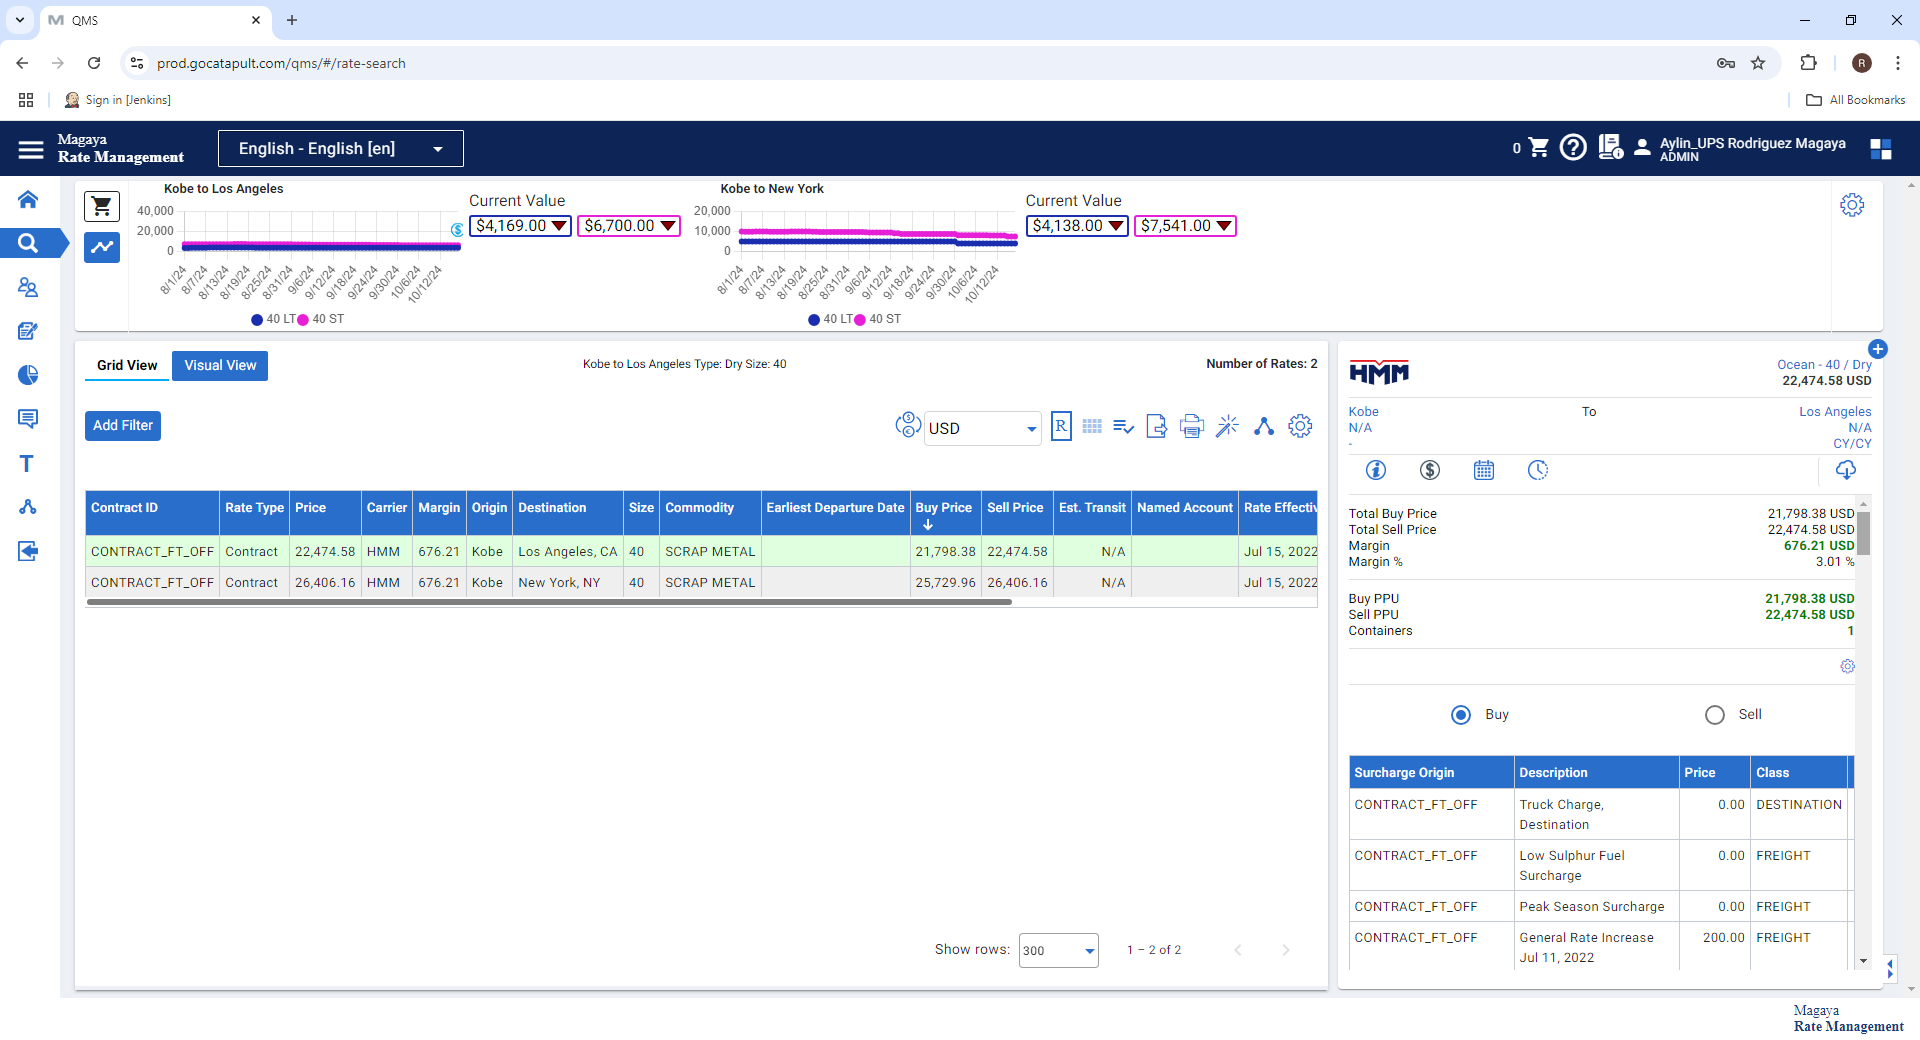 QMS
prod.gocatapult.com/qms/#/rate-search
R
Sign in [Jenkins]
All Bookmarks
Magaya
Rate Management
English - English [en]
0
Aylin_UPS Rodriguez Magaya
ADMIN
Kobe to Los Angeles
40,000
20,000
0
8/1/24
8/7/24
8/13/24
8/19/24
8/25/24
8/31/24
9/6/24
9/12/24
9/18/24
9/24/24
9/30/24
10/6/24
10/12/24
40 LT
40 ST
Current Value
$4,169.00
$6,700.00
Kobe to New York
20,000
10,000
0
8/1/24
8/7/24
8/13/24
8/19/24
8/25/24
8/31/24
9/6/24
9/12/24
9/18/24
9/24/24
9/30/24
10/6/24
10/12/24
40 LT
40 ST
Current Value
$4,138.00
$7,541.00
Grid View
Visual View
Kobe to Los Angeles Type: Dry Size: 40
Number of Rates: 2
Add Filter
USD
R
Contract ID Rate Type Price Carrier Margin Origin Destination Size Commodity Earliest Departure Date Buy Price Sell Price Est. Transit Named Account Rate Effectiv
CONTRACT_FT_OFF Contract 22,474.58 HMM 676.21 Kobe Los Angeles, CA 40 SCRAP METAL 21,798.38 22,474.58 N/A Jul 15, 2022
CONTRACT_FT_OFF Contract 26,406.16 HMM 676.21 Kobe New York, NY 40 SCRAP METAL 25,729.96 26,406.16 N/A Jul 15, 2022
Show rows: 300 1 – 2 of 2
HMM
Ocean - 40 / Dry
22,474.58 USD
Kobe To Los Angeles
N/A N/A
- CY/CY
Total Buy Price 21,798.38 USD
Total Sell Price 22,474.58 USD
Margin 676.21 USD
Margin % 3.01 %
Buy PPU 21,798.38 USD
Sell PPU 22,474.58 USD
Containers 1
Buy Sell
Surcharge Origin Description Price Class
CONTRACT_FT_OFF Truck Charge, 0.00 DESTINATION
Destination
CONTRACT_FT_OFF Low Sulphur Fuel 0.00 FREIGHT
Surcharge
CONTRACT_FT_OFF Peak Season Surcharge 0.00 FREIGHT
CONTRACT_FT_OFF General Rate Increase 200.00 FREIGHT
Jul 11, 2022
Magaya
Rate Management